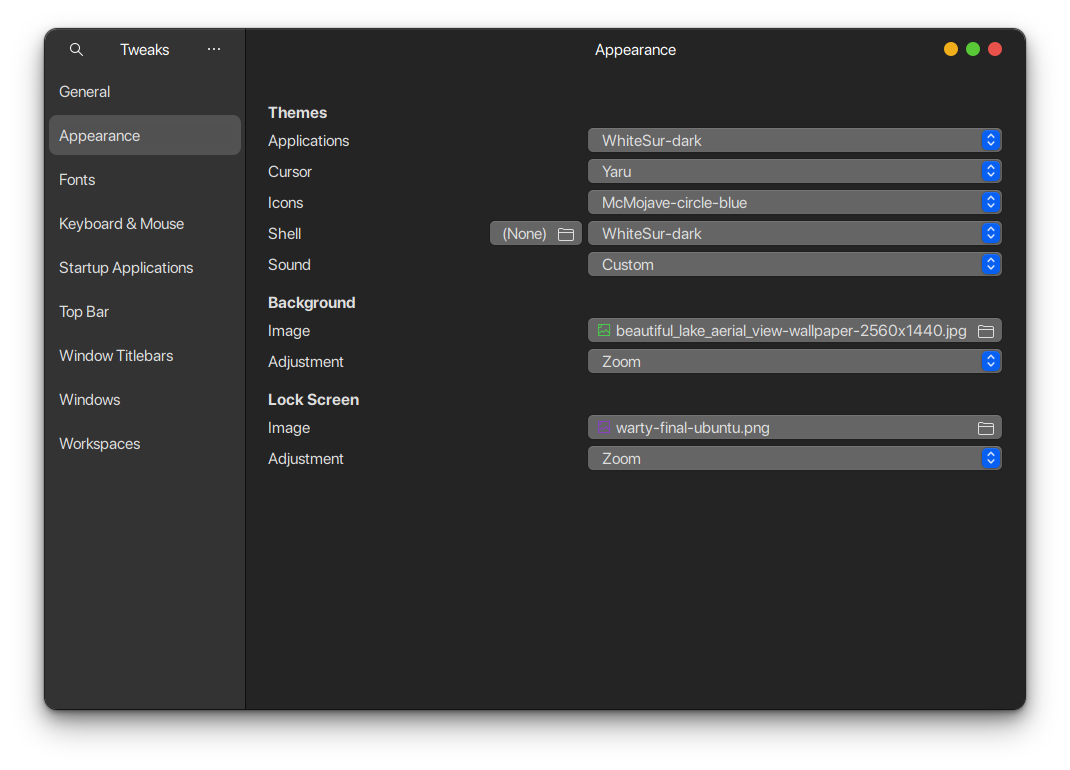 Tweaks
Appearance
General
Appearance
Fonts
Keyboard & Mouse
Startup Applications
Top Bar
Window Titlebars
Windows
Workspaces
Themes
Applications WhiteSur-dark
Cursor Yaru
Icons McMojave-circle-blue
Shell (None) WhiteSur-dark
Sound Custom
Background
Image beautiful_lake_aerial_view-wallpaper-2560x1440.jpg
Adjustment Zoom
Lock Screen
Image warty-final-ubuntu.png
Adjustment Zoom